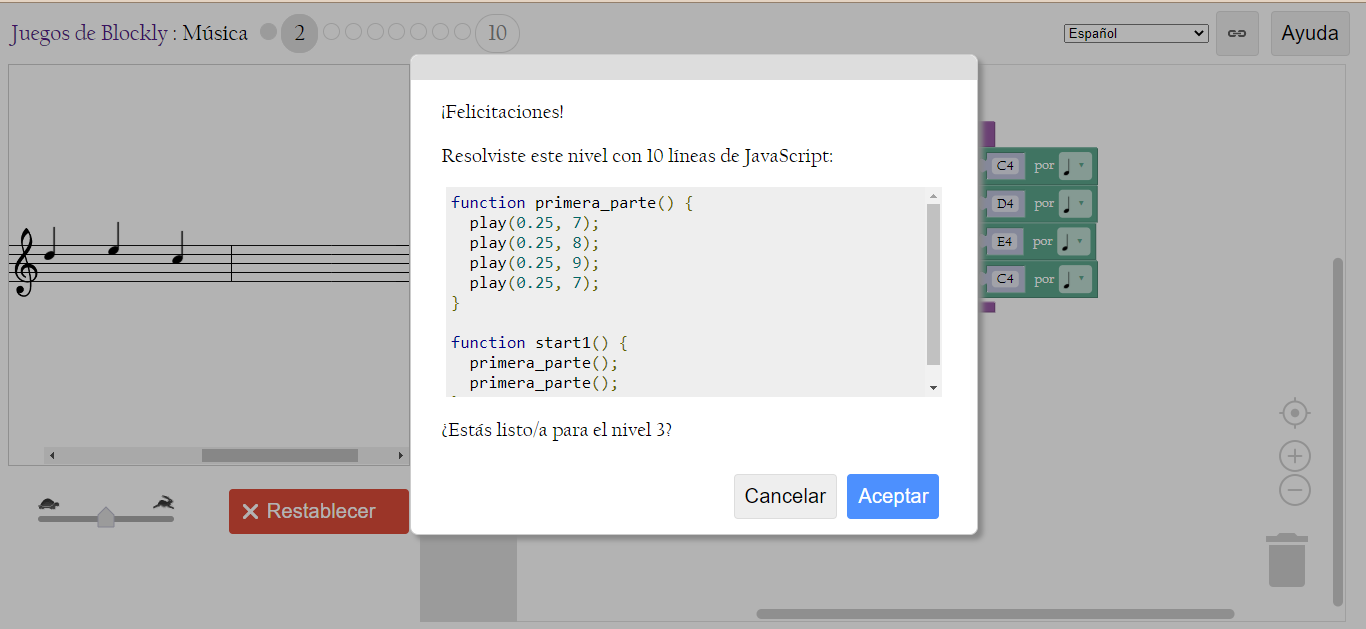 Juegos de Blockly : Música 2 10 Español Ayuda
¡Felicitaciones!
Resolviste este nivel con 10 líneas de JavaScript:
function primera_parte() {
play(0.25, 7);
play(0.25, 8);
play(0.25, 9);
play(0.25, 7);
}
function start1() {
primera_parte();
primera_parte();
¿Estás listo/a para el nivel 3?
Cancelar Aceptar
C4 por
D4 por
E4 por
C4 por
Restablecer